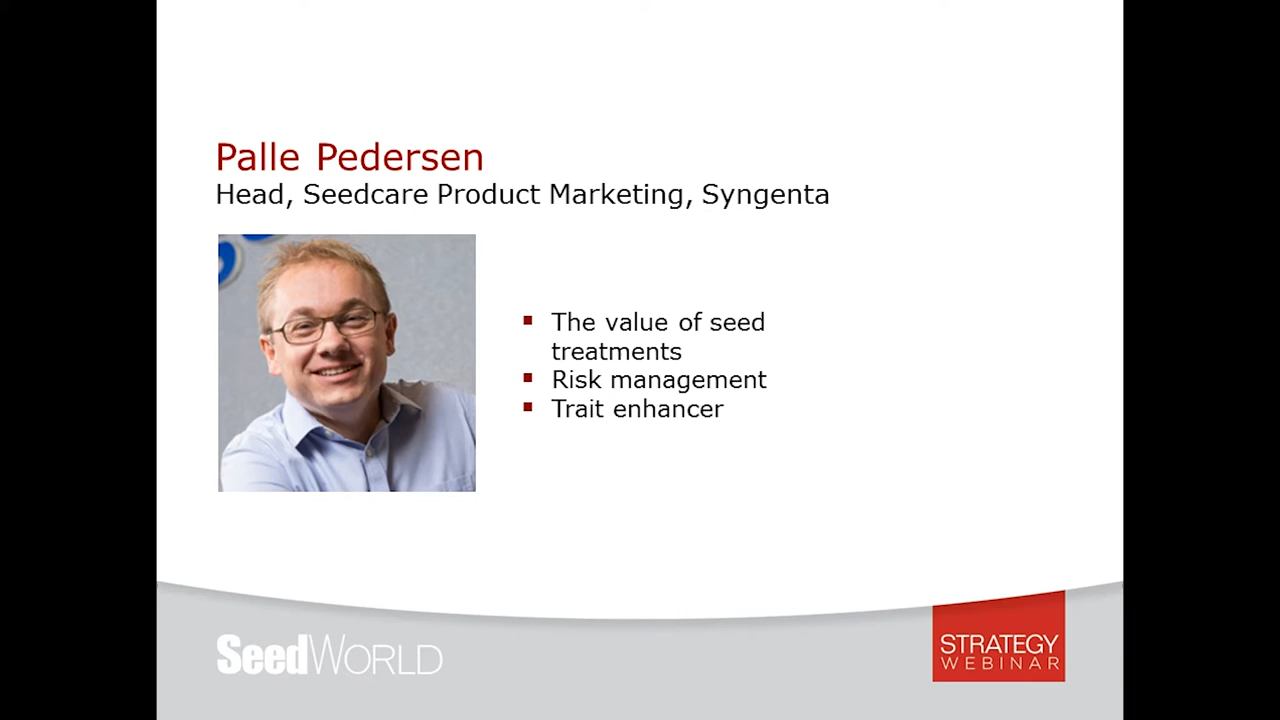 Palle Pedersen
Head, Seedcare Product Marketing, Syngenta
The value of seed
treatments
Risk management
Trait enhancer
SeedWORLD
STRATEGY
WEBINAR